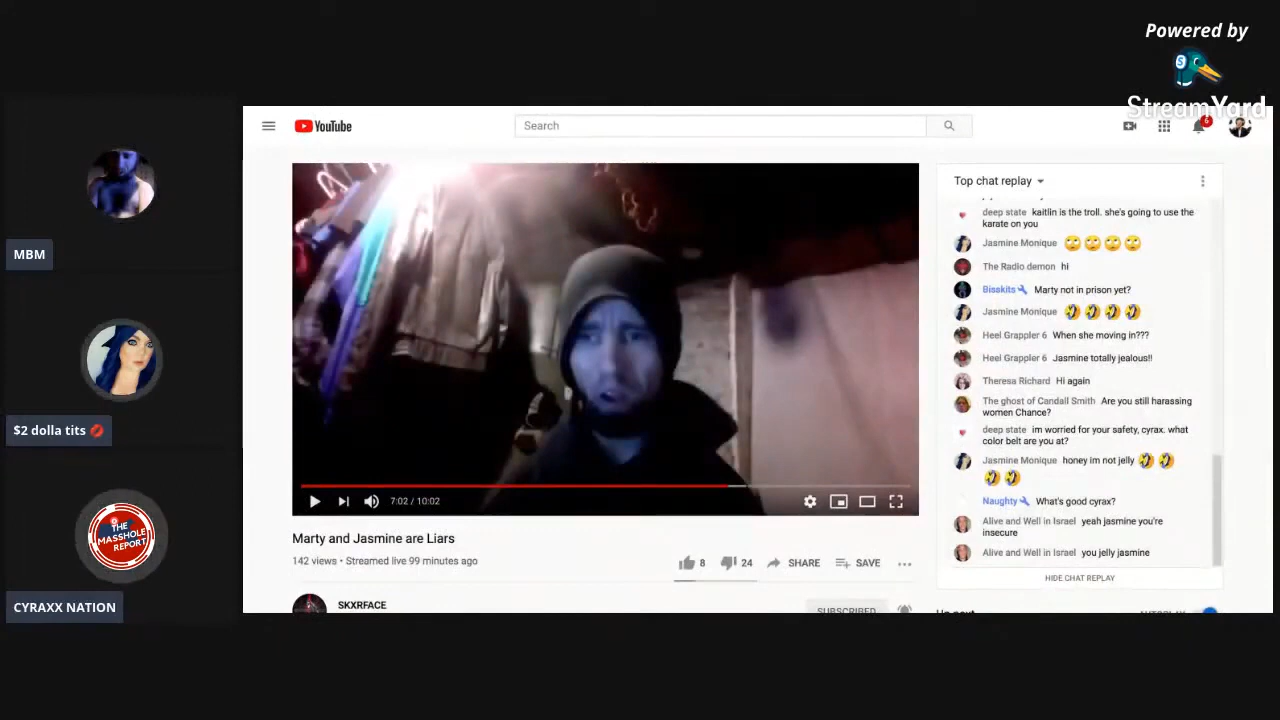 Powered by
StreamYard
YouTube
Search
6
MBM
$2 dolla tits
THE
MASSHOLE
REPORT
CYRAXX NATION
7:02 / 10:02
Marty and Jasmine are Liars
142 views • Streamed live 99 minutes ago
8
24
SHARE
SAVE
SKXRFACE
SUBSCRIBED
Top chat replay
deep state kaitlin is the troll. she's going to use the
karate on you
Jasmine Monique 🙄 🙄 🙄 🙄
The Radio demon hi
Bisskits Marty not in prison yet?
Jasmine Monique 🤣 🤣 🤣 🤣
Heel Grappler 6 When she moving in???
Heel Grappler 6 Jasmine totally jealous!!
Theresa Richard Hi again
The ghost of Candall Smith Are you still harassing
women Chance?
deep state im worried for your safety, cyrax. what
color belt are you at?
Jasmine Monique honey im not jelly 🤣 🤣
🤣 🤣
Naughty What's good cyrax?
Alive and Well in Israel yeah jasmine you're
insecure
Alive and Well in Israel you jelly jasmine
HIDE CHAT REPLAY
Up next
AUTOPLAY